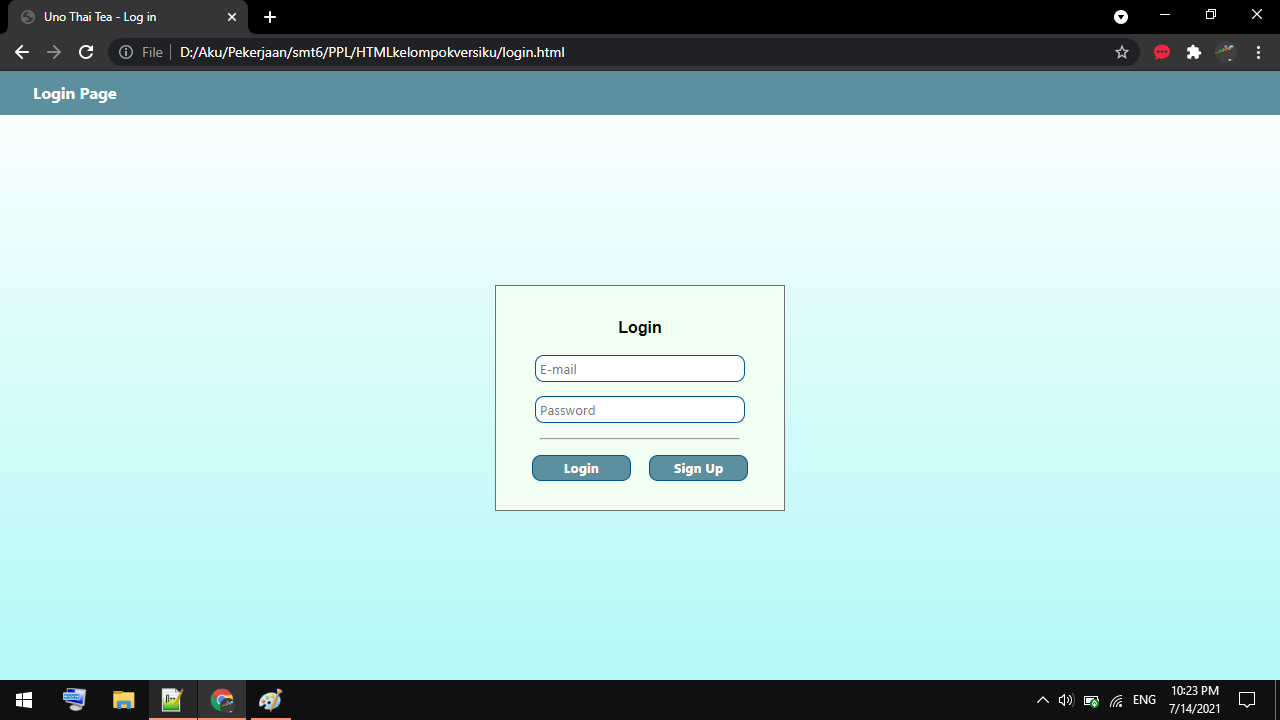 Uno Thai Tea - Log in
File D:/Aku/Pekerjaan/smt6/PPL/HTMLkelompokversiku/login.html
Login Page
Login
E-mail
Password
Login Sign Up
ENG
10:23 PM
7/14/2021